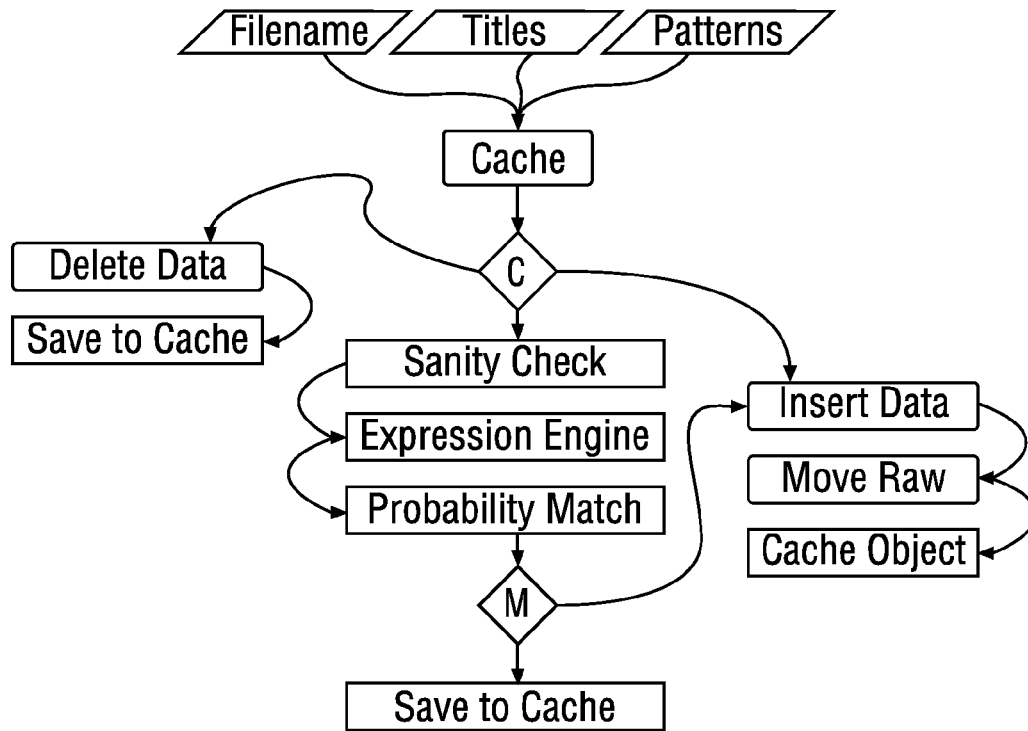 Filename
Titles
Patterns
Cache
C
Delete Data
Save to Cache
Sanity Check
Expression Engine
Probability Match
M
Save to Cache
Insert Data
Move Raw
Cache Object